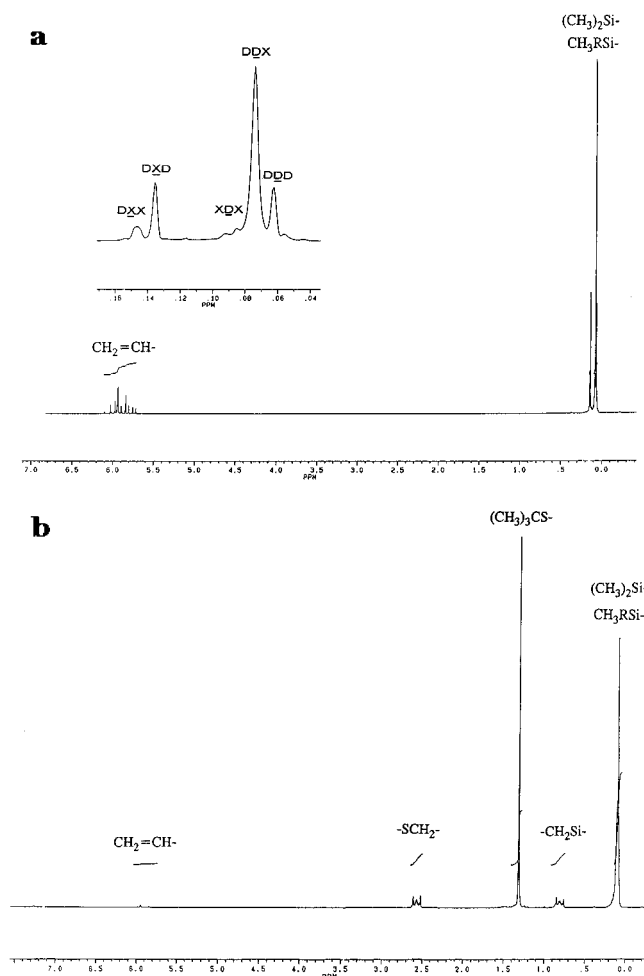 a
(CH₃)₂Si-
CH₃RSi-
DDX
DXD
DDD
DXX
XDX
.16 .14 .12 .10 .08 .06 .04
PPM
CH₂=CH-
7.0 6.5 6.0 5.5 5.0 4.5 4.0 3.5 3.0 2.5 2.0 1.5 1.0 .5 0.0
PPM
b
(CH₃)₃CS-
(CH₃)₂Si-
CH₃RSi-
-SCH₂-
-CH₂Si-
CH₂=CH-
7.0 6.5 6.0 5.5 5.0 4.5 4.0 3.5 3.0 2.5 2.0 1.5 1.0 .5 0.0
PPM